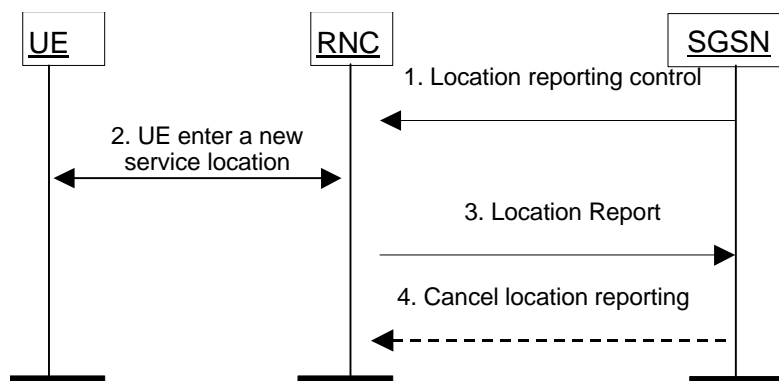 UE
RNC
SGSN
1. Location reporting control
2. UE enter a new
service location
3. Location Report
4. Cancel location reporting